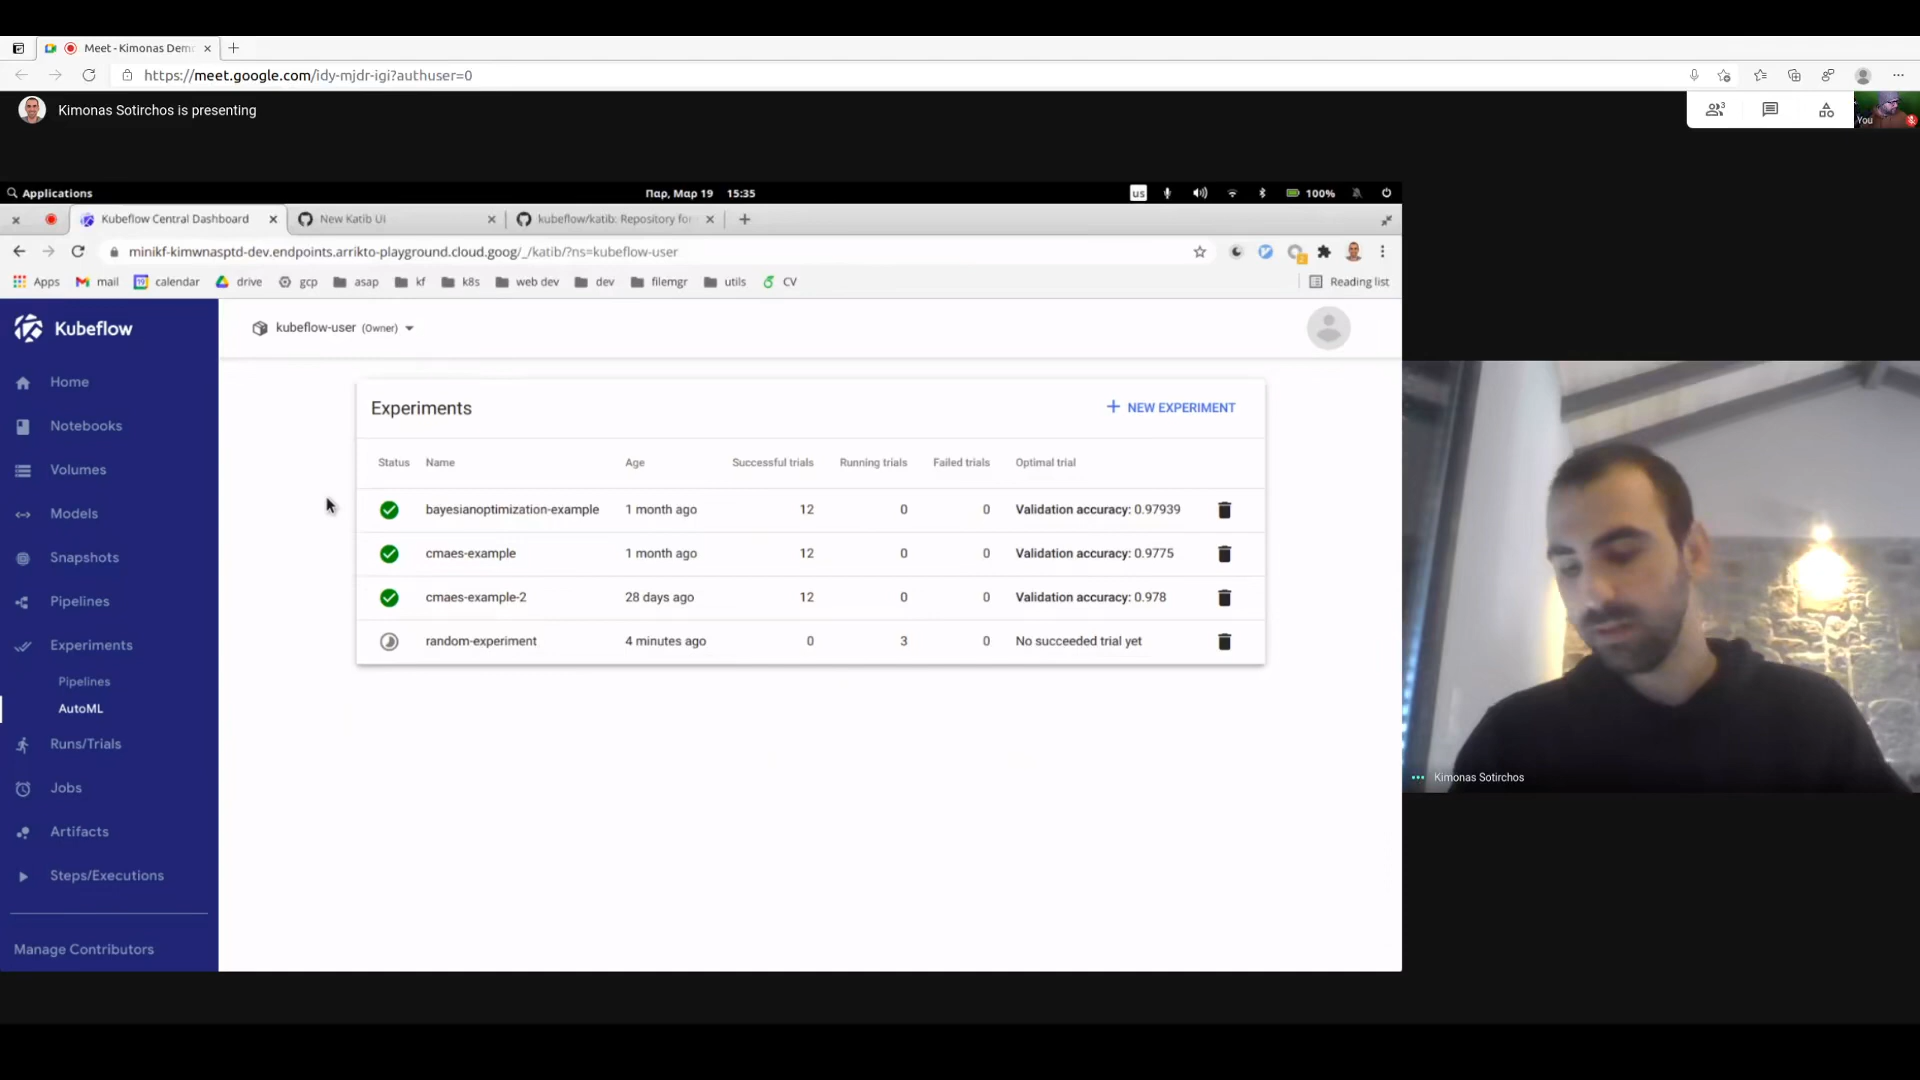 Meet - Kimonas Dem
https://meet.google.com/idy-mjdr-igi?authuser=0
Kimonas Sotirchos is presenting
3
You
Applications
Παρ, Μαρ 19 15:35
us
100%
Kubeflow Central Dashboard
New Katib UI
kubeflow/katib: Repository for
minikf-kimwnasptd-dev.endpoints.arrikto-playground.cloud.goog/_/katib/?ns=kubeflow-user
Apps
mail
calendar
drive
gcp
asap
kf
k8s
web dev
dev
filemgr
utils
CV
Reading list
Kubeflow
kubeflow-user (Owner)
Home
Notebooks
Volumes
Models
Snapshots
Pipelines
Experiments
Pipelines
AutoML
Runs/Trials
Jobs
Artifacts
Steps/Executions
Manage Contributors
Experiments
+ NEW EXPERIMENT
Status Name Age Successful trials Running trials Failed trials Optimal trial
bayesianoptimization-example 1 month ago 12 0 0 Validation accuracy: 0.97939
cmaes-example 1 month ago 12 0 0 Validation accuracy: 0.9775
cmaes-example-2 28 days ago 12 0 0 Validation accuracy: 0.978
random-experiment 4 minutes ago 0 3 0 No succeeded trial yet
Kimonas Sotirchos